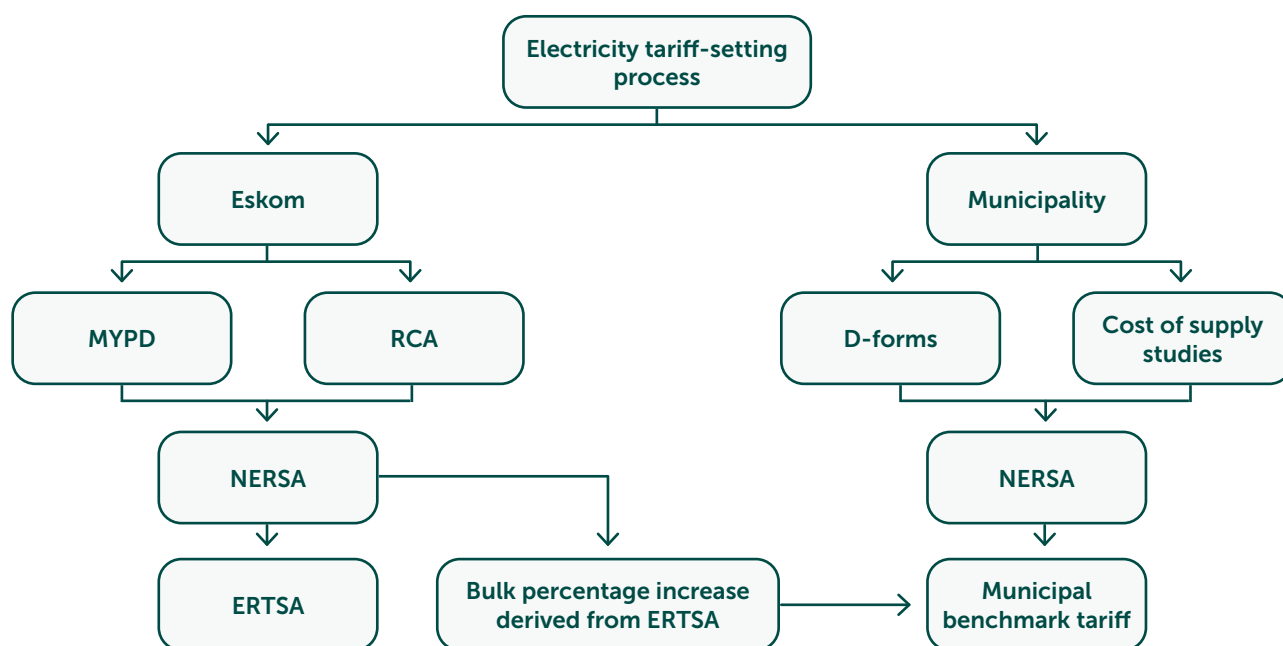 Electricity tariff-setting
process
Eskom
Municipality
MYPD
RCA
D-forms
Cost of supply
studies
NERSA
NERSA
ERTSA
Bulk percentage increase
derived from ERTSA
Municipal
benchmark tariff